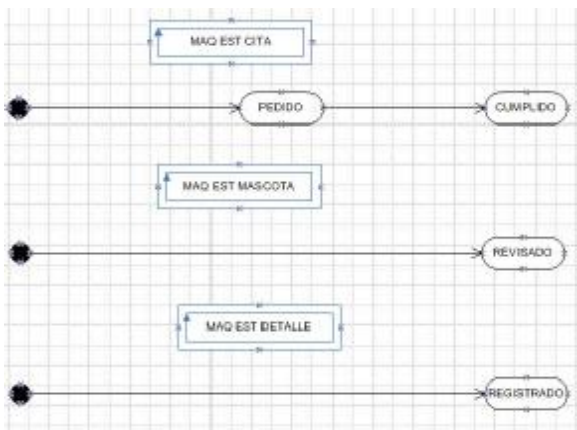 MAQ EST CITA
PEDIDO
CUMPLIDO
MAQ EST MASCOTA
REVISADO
MAQ EST DETALLE
REGISTRADO